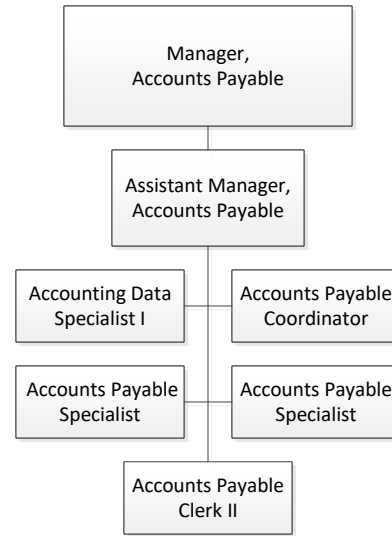 Manager,
Accounts Payable
Assistant Manager,
Accounts Payable
Accounting Data
Specialist I
Accounts Payable
Coordinator
Accounts Payable
Specialist
Accounts Payable
Specialist
Accounts Payable
Clerk II